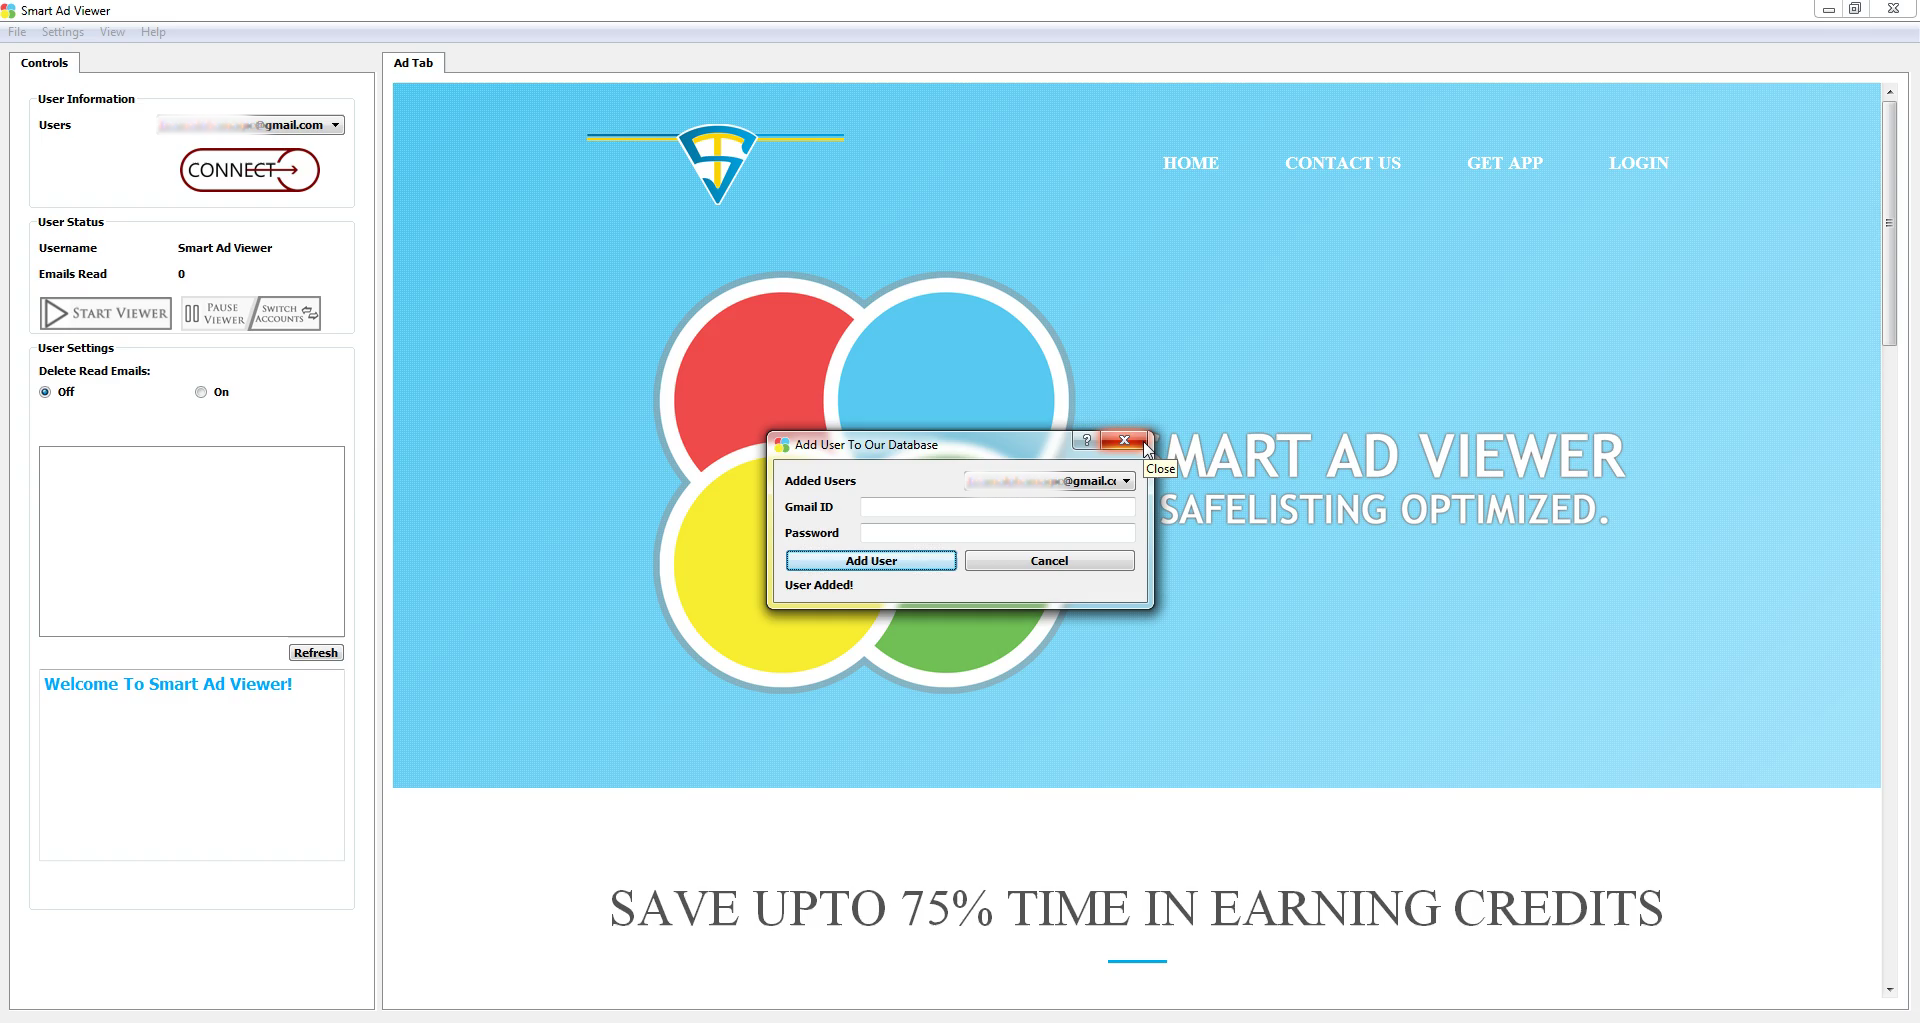 Smart Ad Viewer
File Settings View Help
Controls
User Information
Users @gmail.com
CONNECT
User Status
Username Smart Ad Viewer
Emails Read 0
START VIEWER
PAUSE VIEWER
SWITCH ACCOUNTS
User Settings
Delete Read Emails:
Off On
Refresh
Welcome To Smart Ad Viewer!
Ad Tab
HOME CONTACT US GET APP LOGIN
MART AD VIEWER
SAFELISTING OPTIMIZED.
Add User To Our Database
?
Close
Added Users @gmail.co
Gmail ID
Password
Add User Cancel
User Added!
SAVE UPTO 75% TIME IN EARNING CREDITS